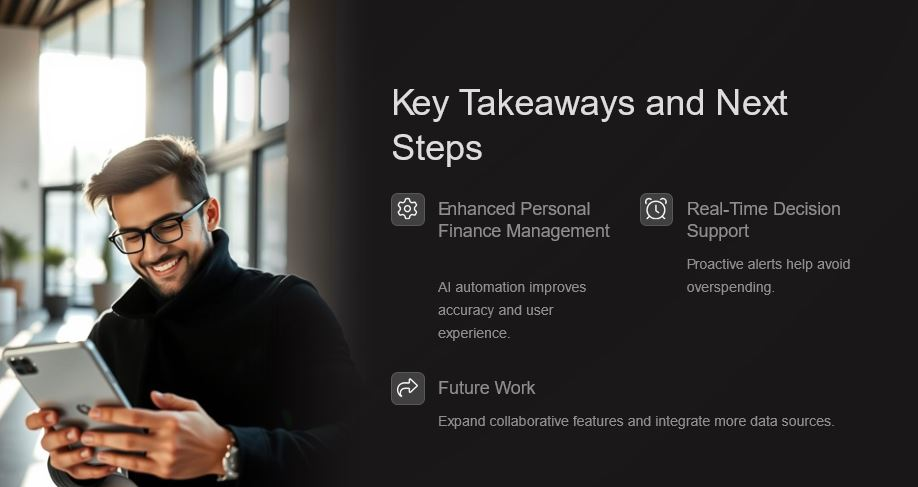 Key Takeaways and Next
Steps
Enhanced Personal
Finance Management
AI automation improves
accuracy and user
experience.
Real-Time Decision
Support
Proactive alerts help avoid
overspending.
Future Work
Expand collaborative features and integrate more data sources.